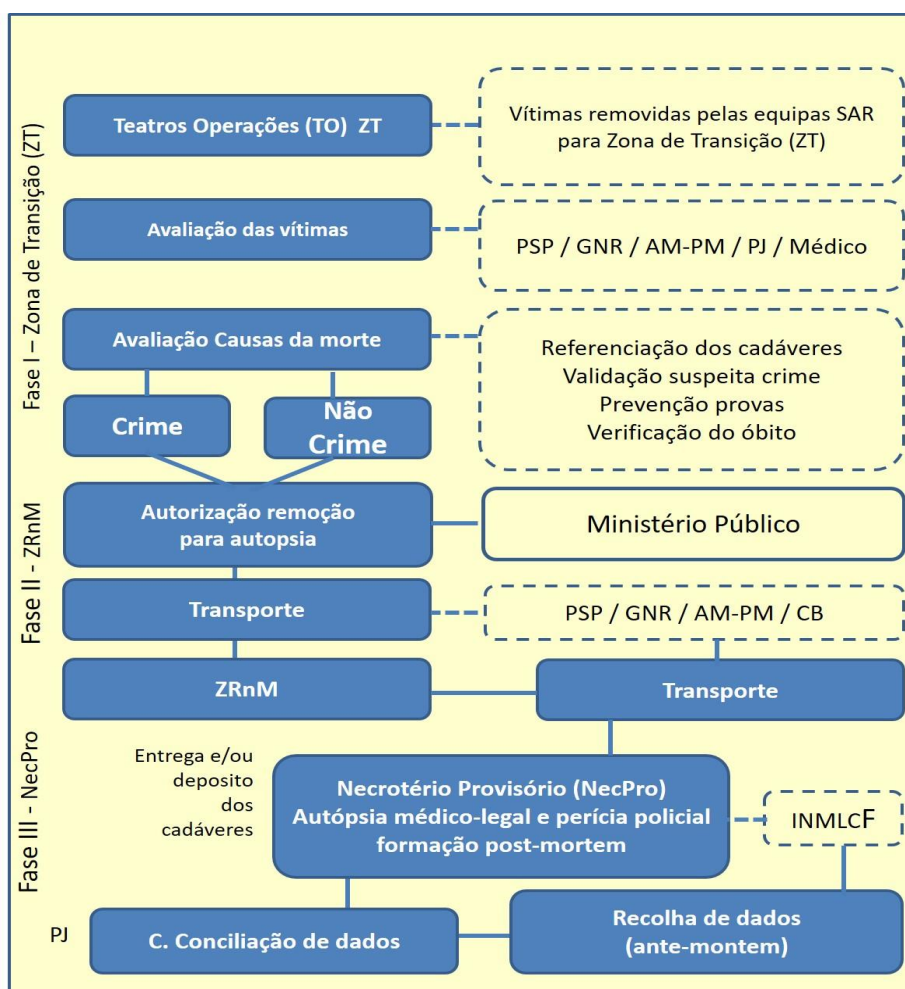 Fase I – Zona de Transição (ZT)
Teatros Operações (TO)  ZT
Vítimas removidas pelas equipas SAR
para Zona de Transição (ZT)
Avaliação das vítimas
PSP / GNR / AM-PM / PJ / Médico
Avaliação Causas da morte
Referenciação dos cadáveres
Validação suspeita crime
Prevenção provas
Verificação do óbito
Crime
Não
Crime
Fase II - ZRnM
Autorização remoção
para autopsia
Ministério Público
Transporte
PSP / GNR / AM-PM / CB
ZRnM
Transporte
Fase III - NecPro
Entrega e/ou
deposito
dos
cadáveres
Necrotério Provisório (NecPro)
Autópsia médico-legal e perícia policial
formação post-mortem
INMLCF
PJ
C. Conciliação de dados
Recolha de dados
(ante-montem)